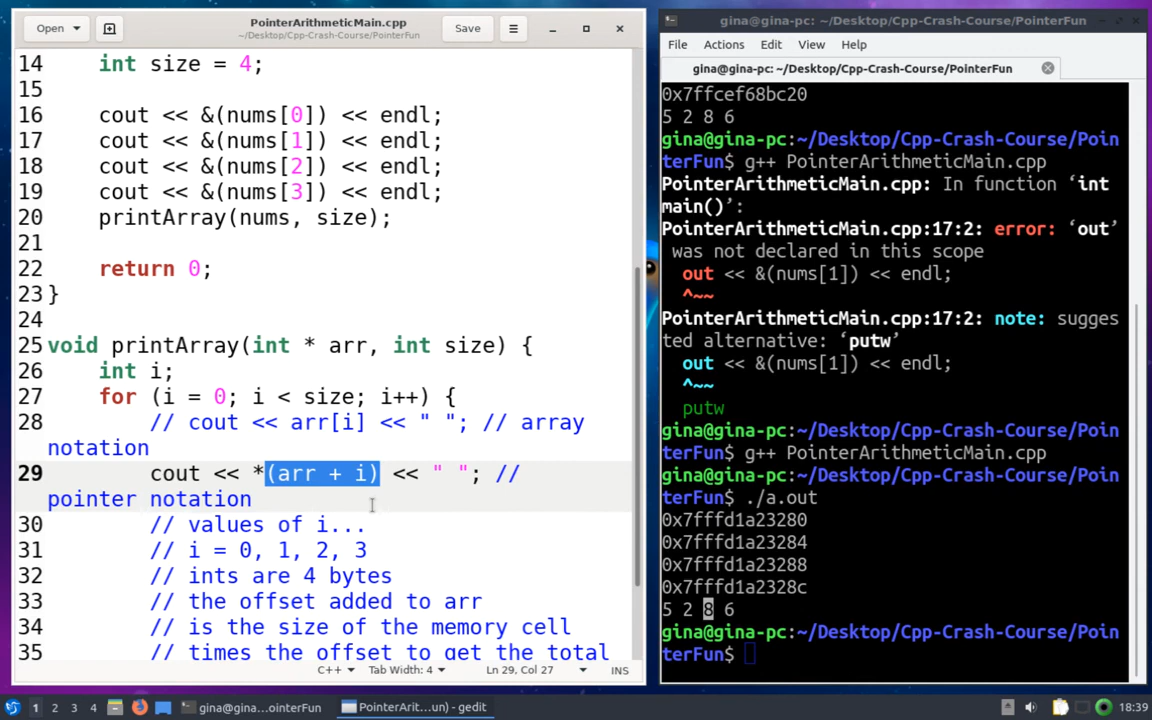 Open
PointerArithmeticMain.cpp
~/Desktop/Cpp-Crash-Course/PointerFun
Save
14 int size = 4;
15
16 cout << &(nums[0]) << endl;
17 cout << &(nums[1]) << endl;
18 cout << &(nums[2]) << endl;
19 cout << &(nums[3]) << endl;
20 printArray(nums, size);
21
22 return 0;
23 }
24
25 void printArray(int * arr, int size) {
26 int i;
27 for (i = 0; i < size; i++) {
28 // cout << arr[i] << " "; // array
notation
29 cout << *(arr + i) << " "; //
pointer notation
30 // values of i...
31 // i = 0, 1, 2, 3
32 // ints are 4 bytes
33 // the offset added to arr
34 // is the size of the memory cell
35 // times the offset to get the total
C++ Tab Width: 4 Ln 29, Col 27 INS
gina@gina-pc: ~/Desktop/Cpp-Crash-Course/PointerFun
File Actions Edit View Help
gina@gina-pc: ~/Desktop/Cpp-Crash-Course/PointerFun
0x7ffcef68bc20
5 2 8 6
gina@gina-pc:~/Desktop/Cpp-Crash-Course/Poin
terFun$ g++ PointerArithmeticMain.cpp
PointerArithmeticMain.cpp: In function ‘int
main()’:
PointerArithmeticMain.cpp:17:2: error: ‘out’
was not declared in this scope
out << &(nums[1]) << endl;
^~~
PointerArithmeticMain.cpp:17:2: note: sugges
ted alternative: ‘putw’
out << &(nums[1]) << endl;
^~~
putw
gina@gina-pc:~/Desktop/Cpp-Crash-Course/Poin
terFun$ g++ PointerArithmeticMain.cpp
gina@gina-pc:~/Desktop/Cpp-Crash-Course/Poin
terFun$ ./a.out
0x7fffd1a23280
0x7fffd1a23284
0x7fffd1a23288
0x7fffd1a2328c
5 2 8 6
gina@gina-pc:~/Desktop/Cpp-Crash-Course/Poin
terFun$
1 2 3 4 gina@gina...ointerFun) PointerArit...un) - gedit 18:39